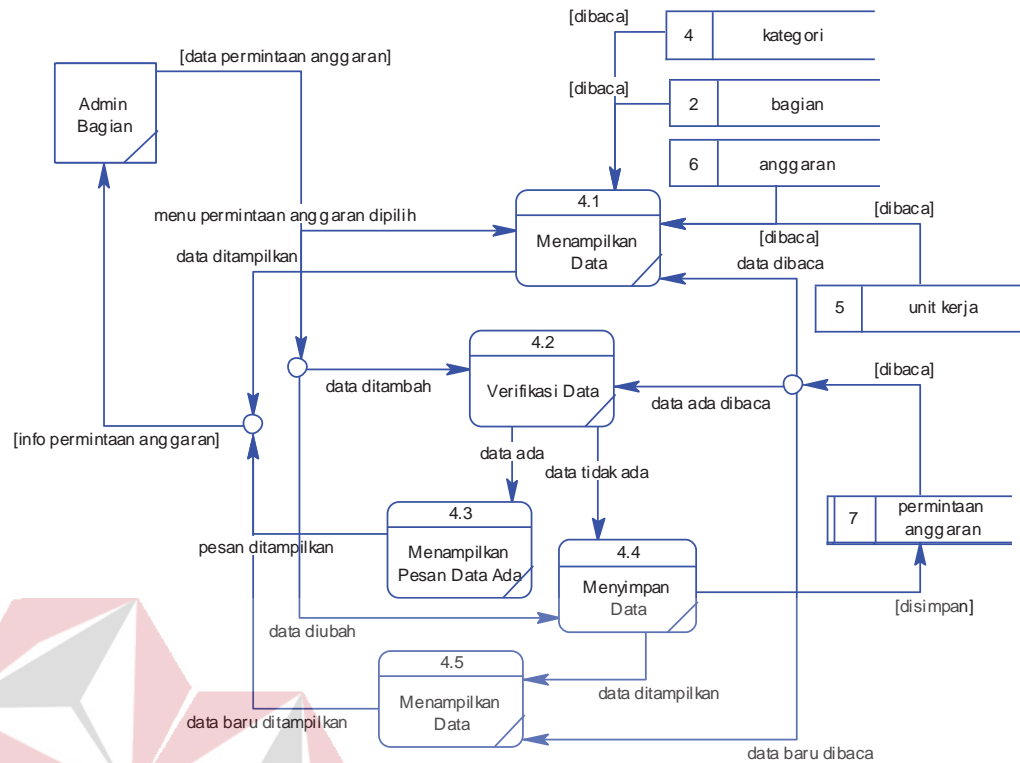 [dibaca]
4 kategori
[data permintaan anggaran]
[dibaca]
Admin
Bagian
2 bagian
6 anggaran
4.1
menu permintaan anggaran dipilih
[dibaca]
Menampilkan
Data
[dibaca]
data ditampilkan
data dibaca
5 unit kerja
4.2
[dibaca]
data ditambah
Verifikasi Data
data ada dibaca
[info permintaan anggaran]
data ada
data tidak ada
4.3
7 permintaan
anggaran
pesan ditampilkan
Menampilkan
Pesan Data Ada
4.4
Menyimpan
Data
[disimpan]
data diubah
4.5
data ditampilkan
Menampilkan
Data
data baru ditampilkan
data baru dibaca